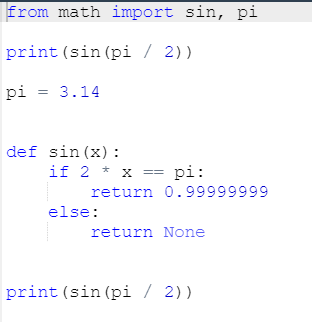 from math import sin, pi
print(sin(pi / 2))
pi = 3.14
def sin(x):
    if 2 * x == pi:
        return 0.99999999
    else:
        return None
print(sin(pi / 2))